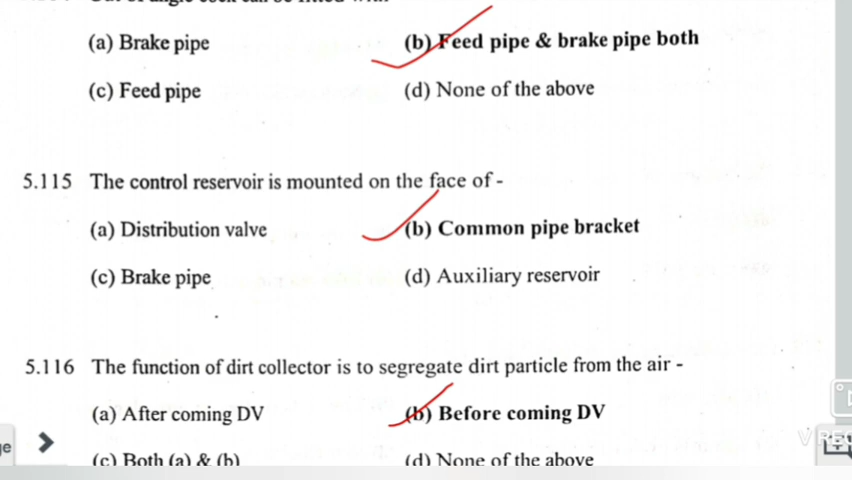 (a) Brake pipe (b) Feed pipe & brake pipe both
(c) Feed pipe (d) None of the above
5.115 The control reservoir is mounted on the face of -
(a) Distribution valve (b) Common pipe bracket
(c) Brake pipe (d) Auxiliary reservoir
5.116 The function of dirt collector is to segregate dirt particle from the air -
(a) After coming DV (b) Before coming DV
(c) Both (a) & (b) (d) None of the above